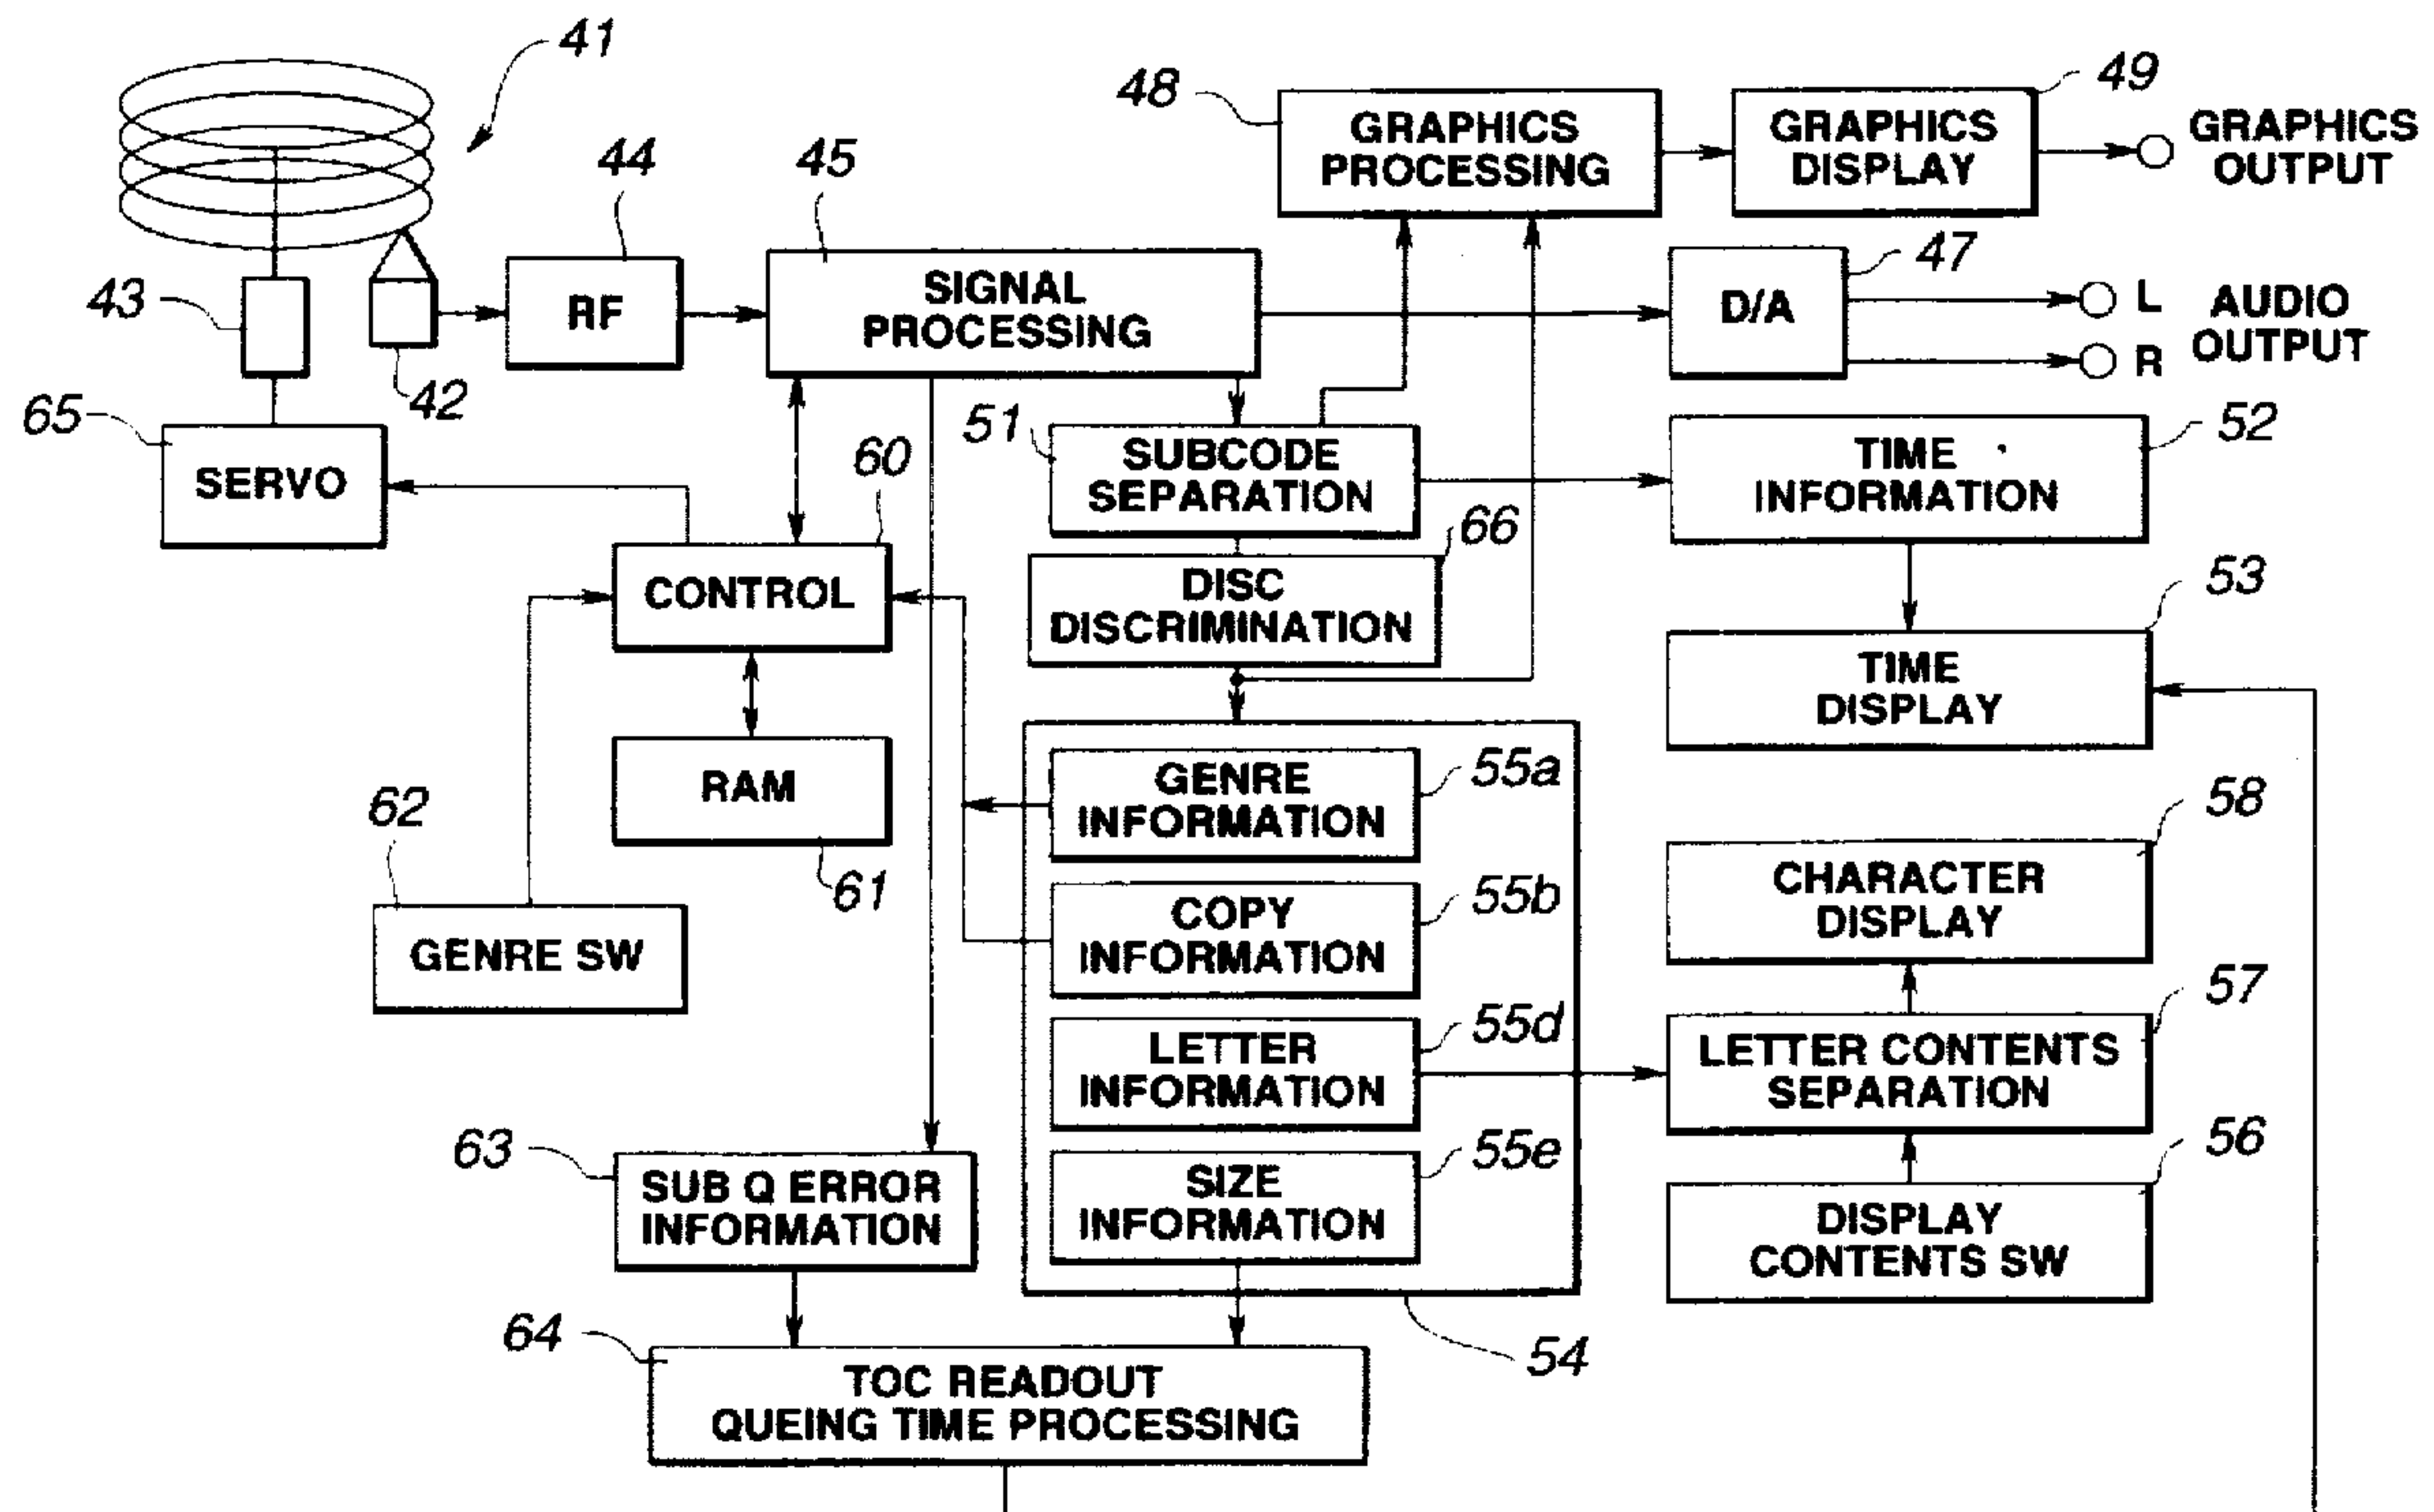 41
48
GRAPHICS
PROCESSING
GRAPHICS
DISPLAY
49
GRAPHICS
OUTPUT
44
45
43
42
RF
SIGNAL
PROCESSING
D/A
47
L
R
AUDIO
OUTPUT
65
SERVO
60
51
SUBCODE
SEPARATION
TIME
INFORMATION
52
CONTROL
66
DISC
DISCRIMINATION
53
TIME
DISPLAY
RAM
61
62
GENRE SW
GENRE
INFORMATION
55a
COPY
INFORMATION
55b
LETTER
INFORMATION
55d
SIZE
INFORMATION
55e
58
CHARACTER
DISPLAY
57
LETTER CONTENTS
SEPARATION
56
DISPLAY
CONTENTS SW
63
SUB Q ERROR
INFORMATION
54
64
TOC READOUT
QUEING TIME PROCESSING